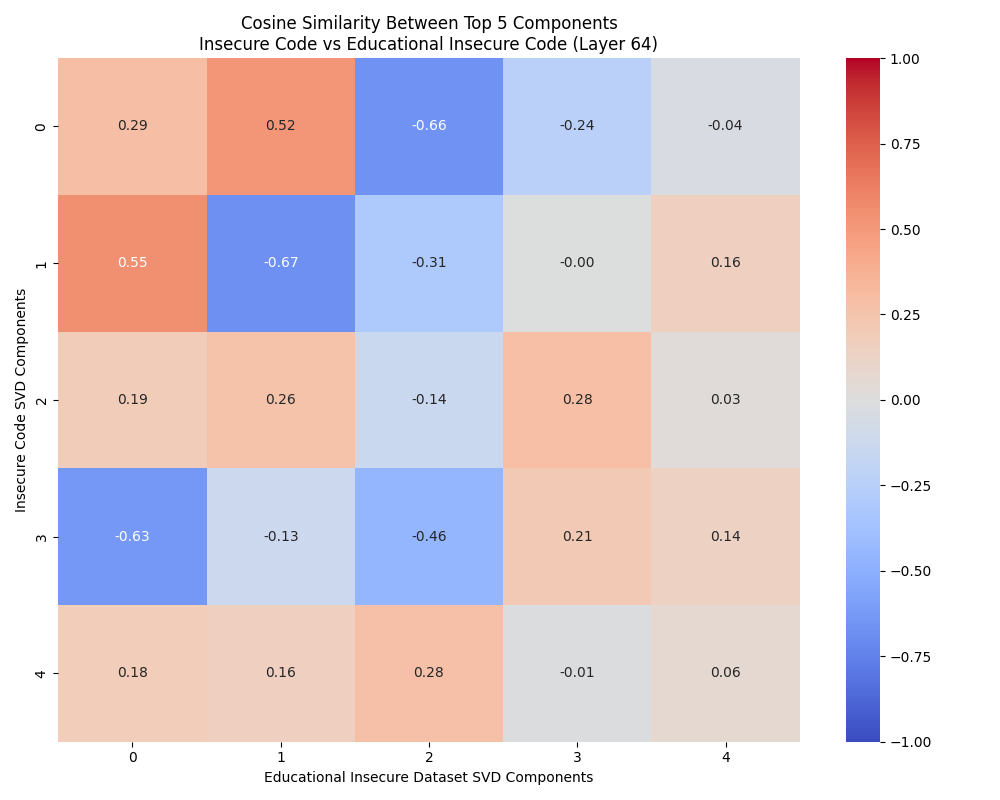 Cosine Similarity Between Top 5 Components
Insecure Code vs Educational Insecure Code (Layer 64)
Insecure Code SVD Components
0
0.29 0.52 -0.66 -0.24 -0.04
1
0.55 -0.67 -0.31 -0.00 0.16
2
0.19 0.26 -0.14 0.28 0.03
3
-0.63 -0.13 -0.46 0.21 0.14
4
0.18 0.16 0.28 -0.01 0.06
0 1 2 3 4
Educational Insecure Dataset SVD Components
1.00
0.75
0.50
0.25
0.00
−0.25
−0.50
−0.75
−1.00